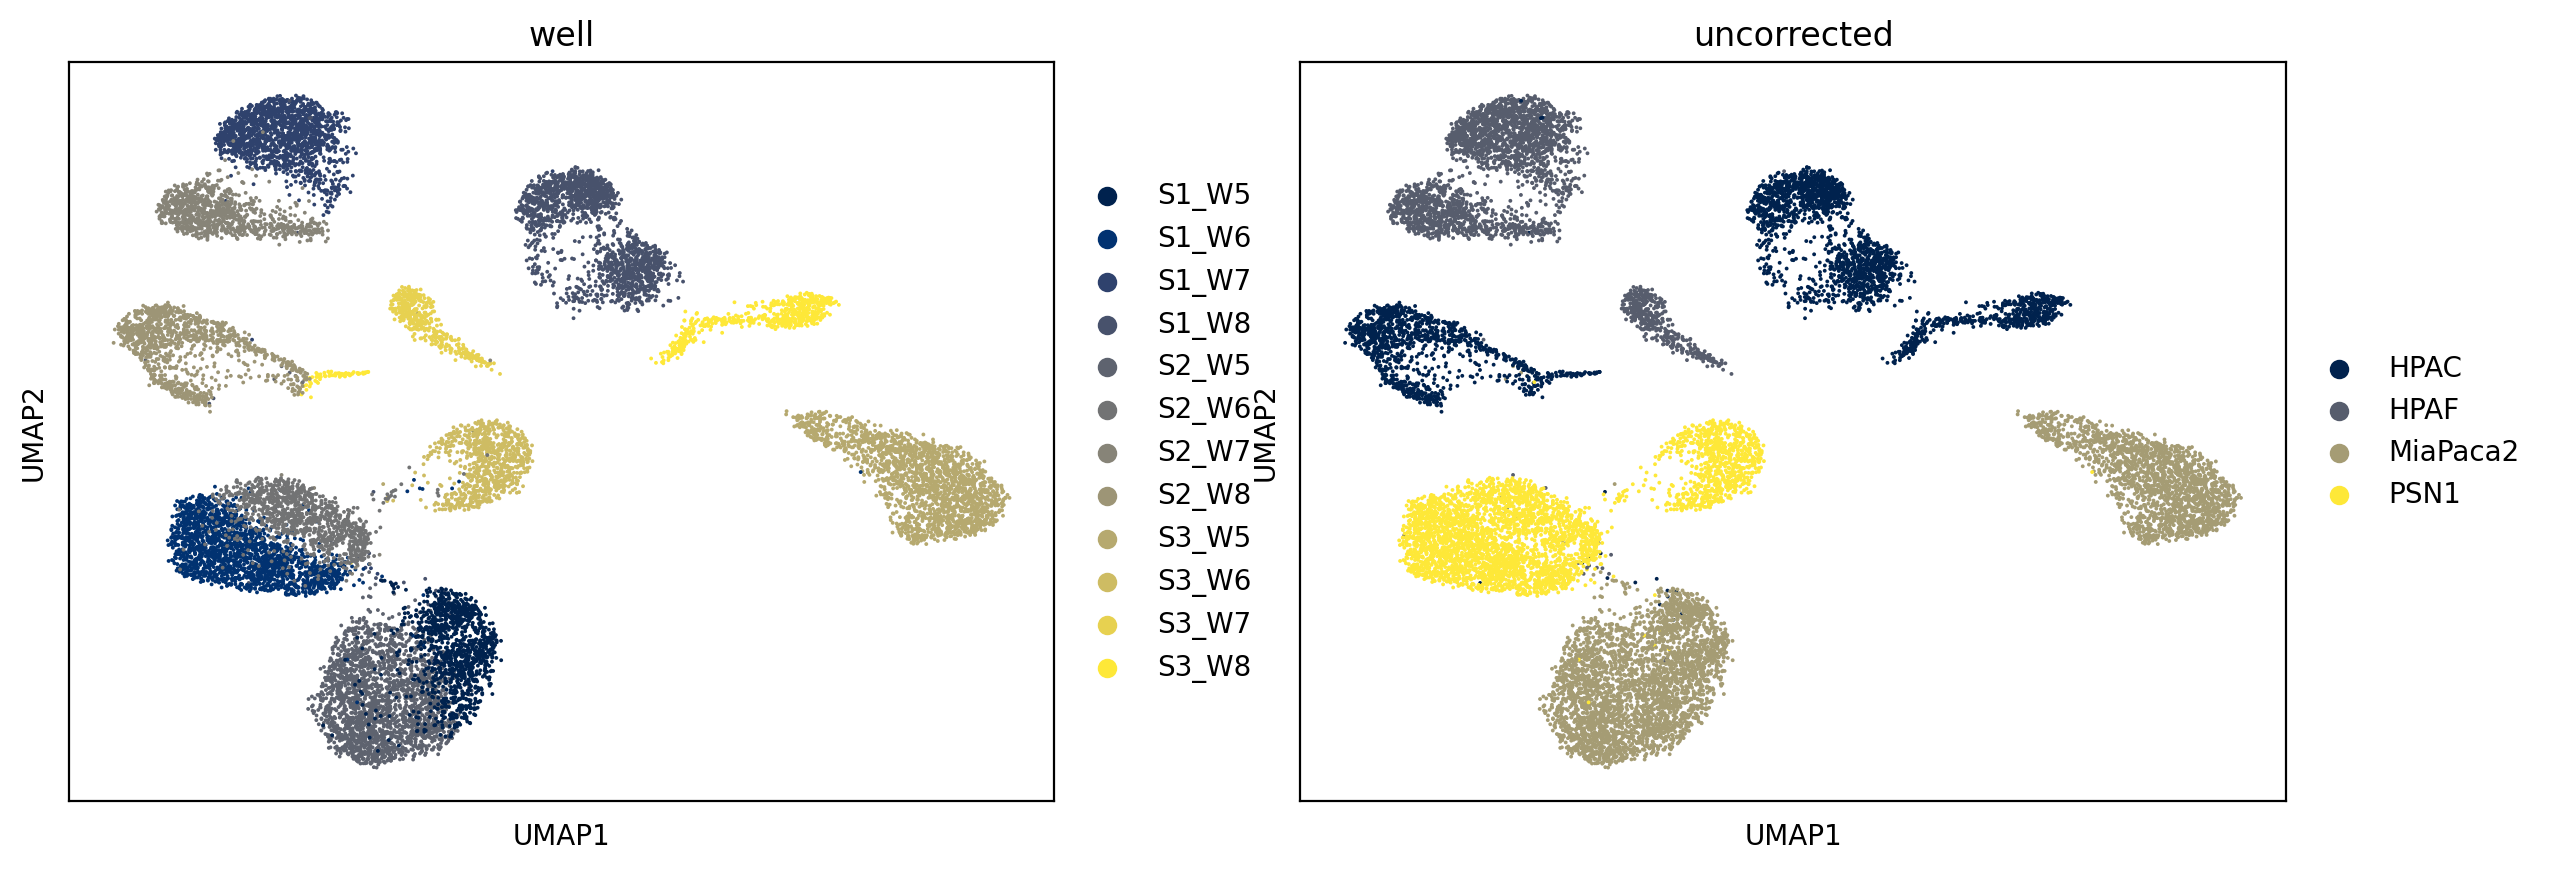 well
UMAP2
UMAP1
S1_W5
S1_W6
S1_W7
S1_W8
S2_W5
S2_W6
S2_W7
S2_W8
S3_W5
S3_W6
S3_W7
S3_W8
uncorrected
UMAP2
UMAP1
HPAC
HPAF
MiaPaca2
PSN1